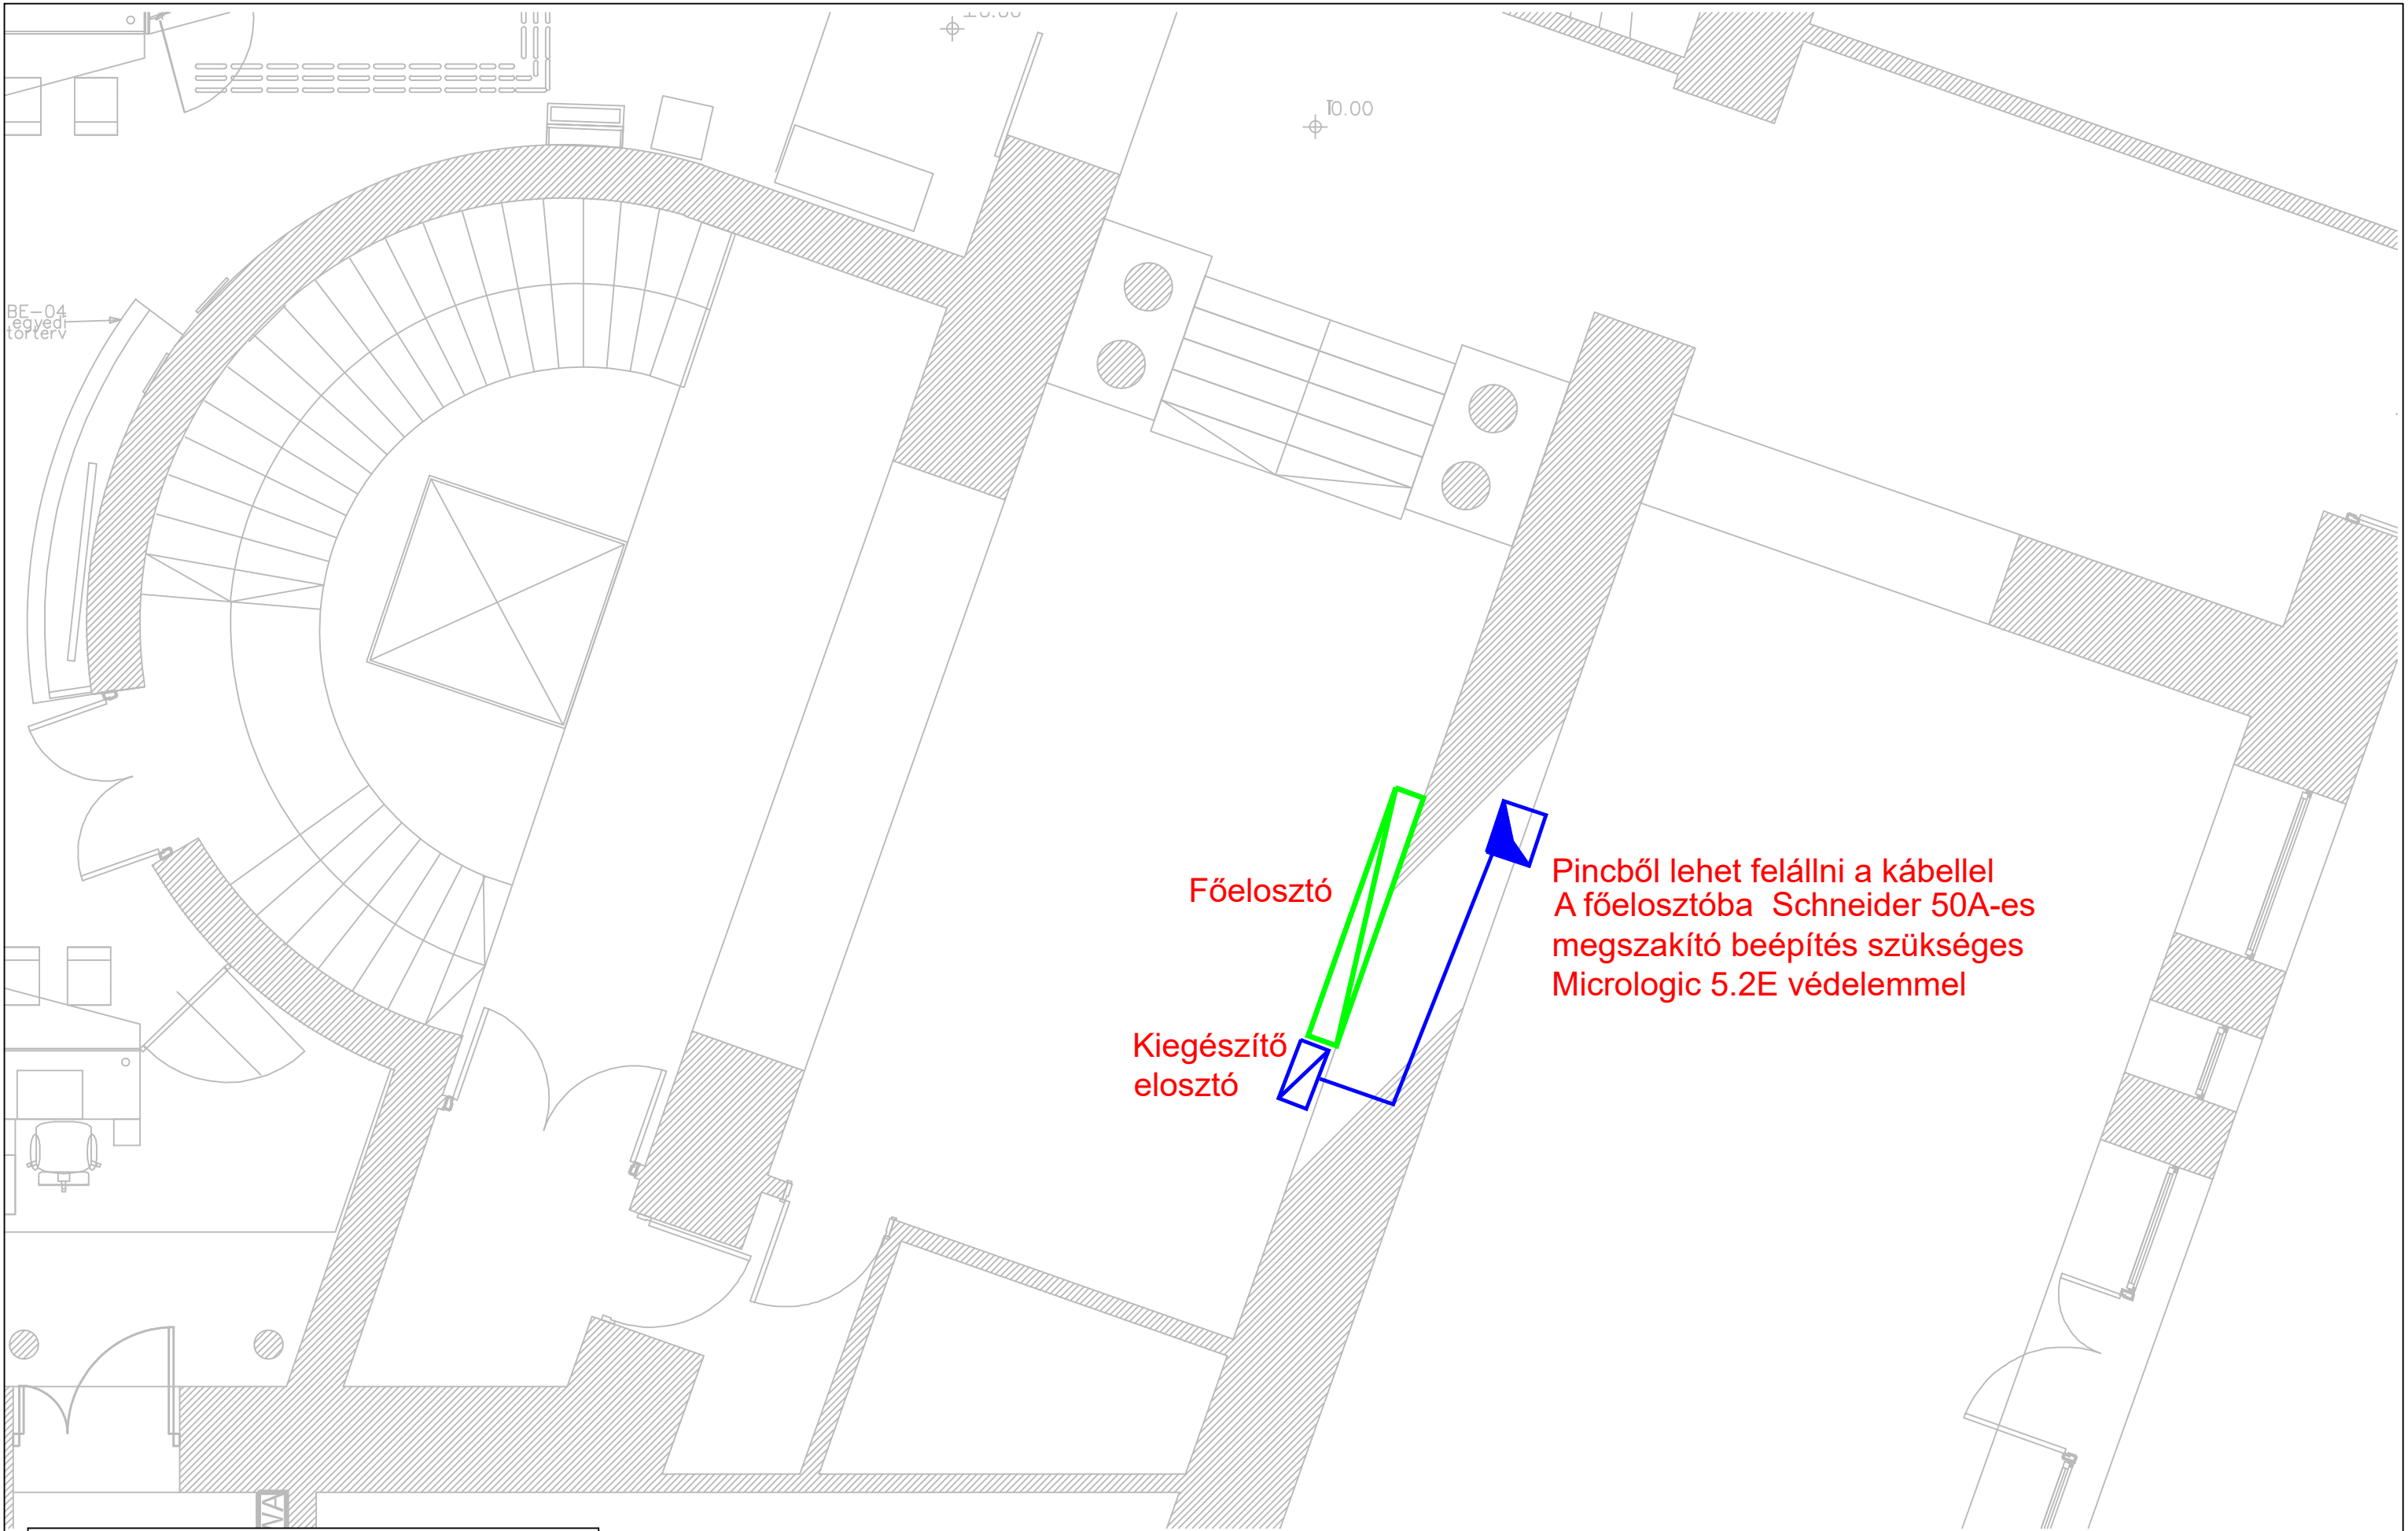 ±0.00
BE-04
egyedi
törterv
Főelosztó
Pincből lehet felállni a kábellel
A főelosztóba Schneider 50A-es
megszakító beépítés szükséges
Micrologic 5.2E védelemmel
Kiegészítő
elosztó